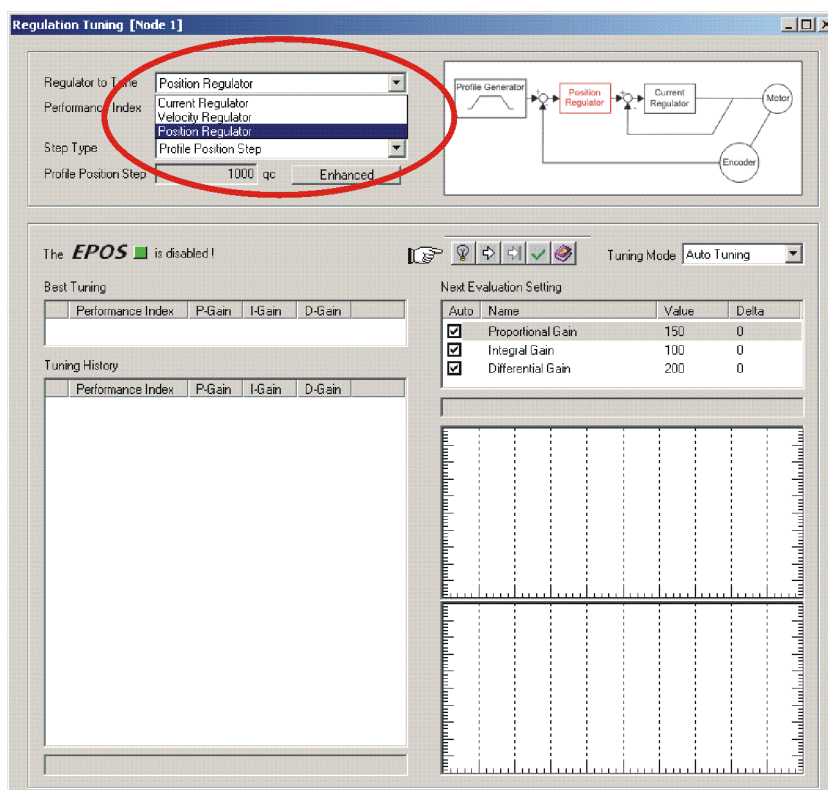 Regulation Tuning [Node 1]
Regulator to Tune Position Regulator
Performance Index Current Regulator
Velocity Regulator
Position Regulator
Step Type Profile Position Step
Profile Position Step 1000 qc Enhanced
Profile Generator
Position Regulator
Current Regulator
Motor
Encoder
The EPOS is disabled !
Tuning Mode Auto Tuning
Best Tuning
Performance Index P-Gain I-Gain D-Gain
Tuning History
Performance Index P-Gain I-Gain D-Gain
Next Evaluation Setting
Auto Name Value Delta
Proportional Gain 150 0
Integral Gain 100 0
Differential Gain 200 0